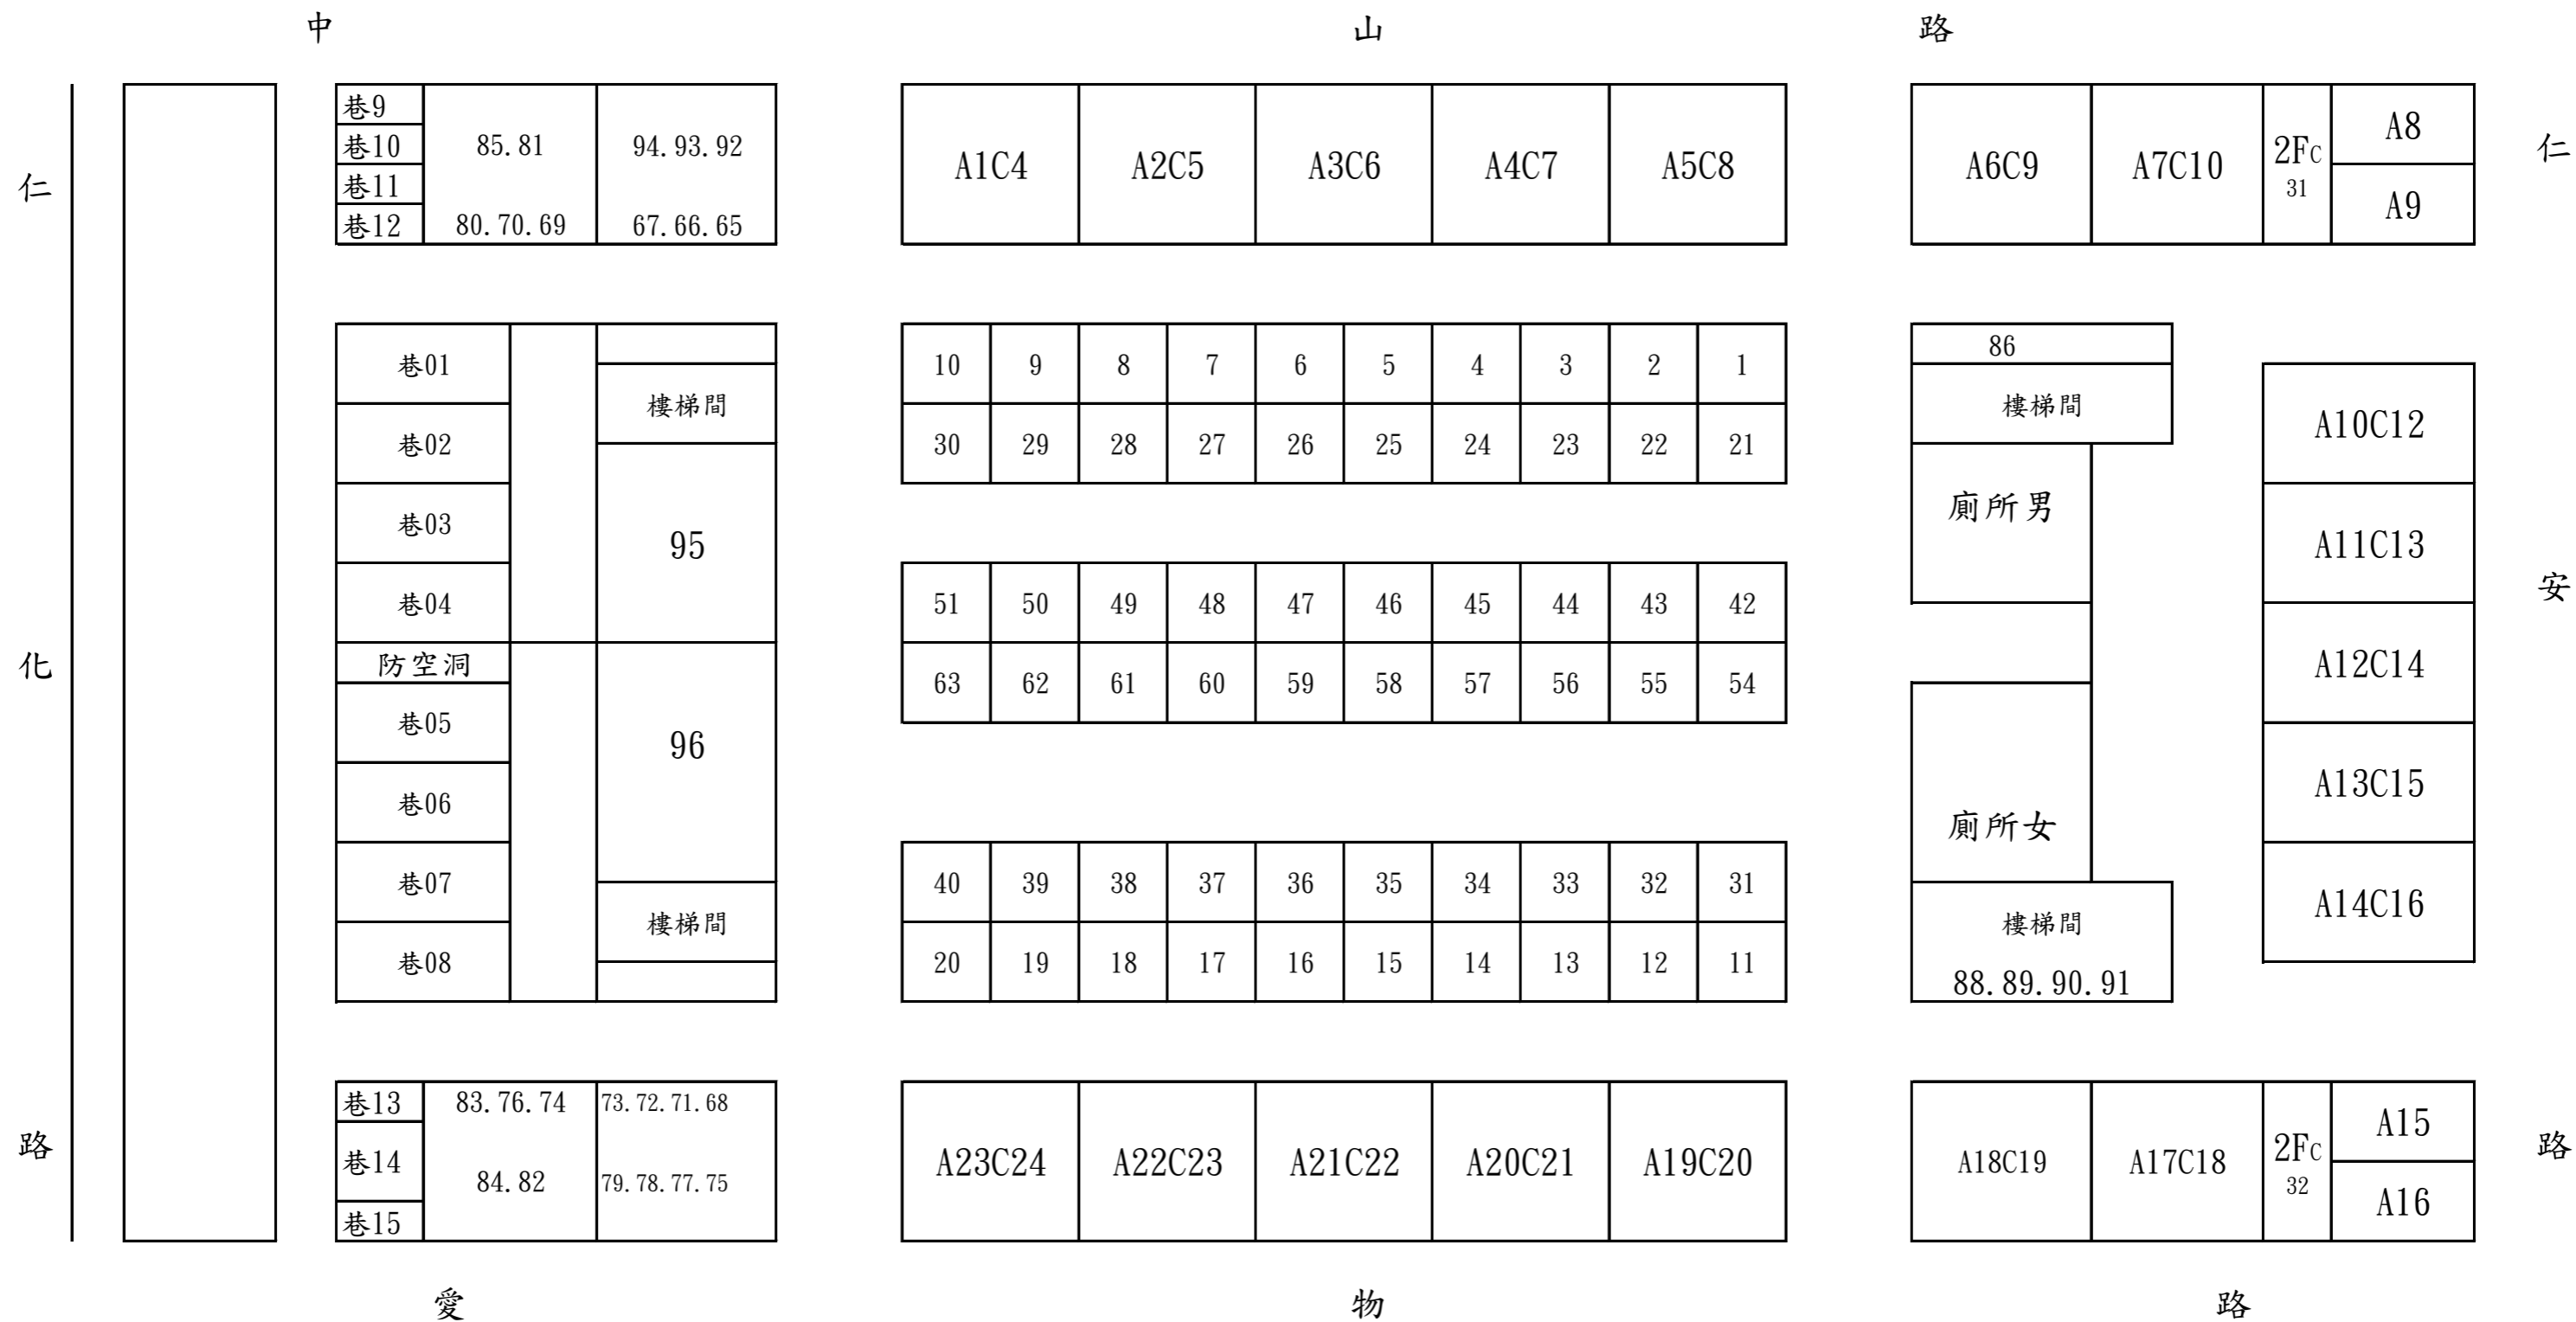 中 山 路
仁 化 路
仁 安 路
愛 物 路
巷9
巷10
巷11
巷12
85.81
80.70.69
94.93.92
67.66.65
A1C4 A2C5 A3C6 A4C7 A5C8
A6C9 A7C10
2FC
31
A8
A9
巷01
巷02
巷03
巷04
防空洞
巷05
巷06
巷07
巷08
樓梯間
95
96
樓梯間
10 9 8 7 6 5 4 3 2 1
30 29 28 27 26 25 24 23 22 21
51 50 49 48 47 46 45 44 43 42
63 62 61 60 59 58 57 56 55 54
40 39 38 37 36 35 34 33 32 31
20 19 18 17 16 15 14 13 12 11
86
樓梯間
廁所男
廁所女
樓梯間
88.89.90.91
A10C12
A11C13
A12C14
A13C15
A14C16
巷13
巷14
巷15
83.76.74
84.82
73.72.71.68
79.78.77.75
A23C24 A22C23 A21C22 A20C21 A19C20
A18C19 A17C18
2FC
32
A15
A16